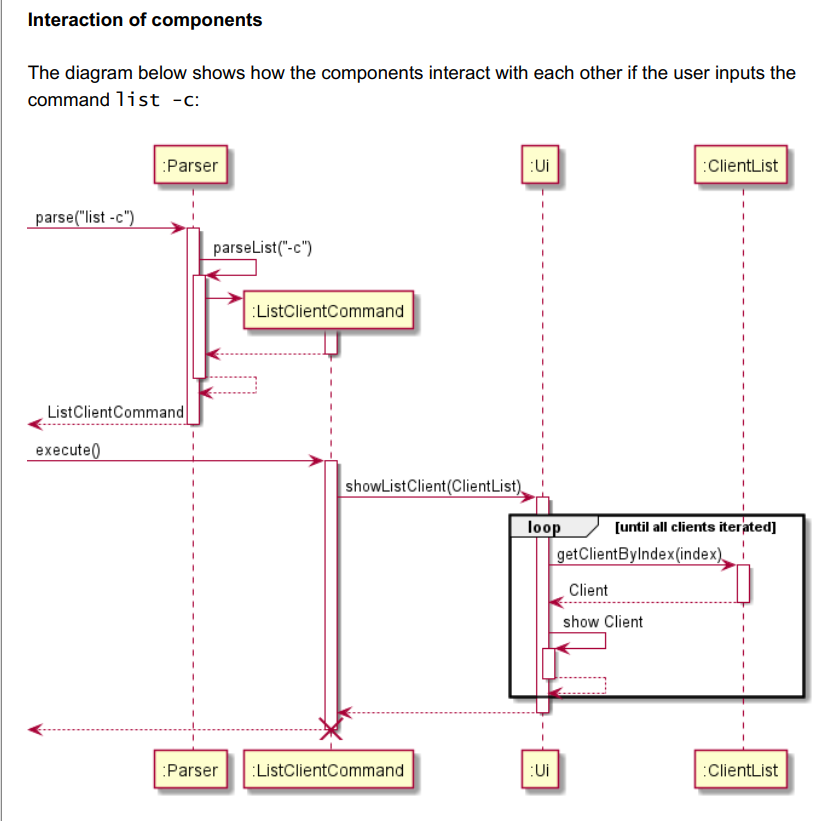 Interaction of components
The diagram below shows how the components interact with each other if the user inputs the
command list -c:
:Parser
:Ui
:ClientList
parse("list -c")
parseList("-c")
:ListClientCommand
ListClientCommand
execute()
showListClient(ClientList)
loop
[until all clients iterated]
getClientByIndex(index)
Client
show Client
:Parser
:ListClientCommand
:Ui
:ClientList